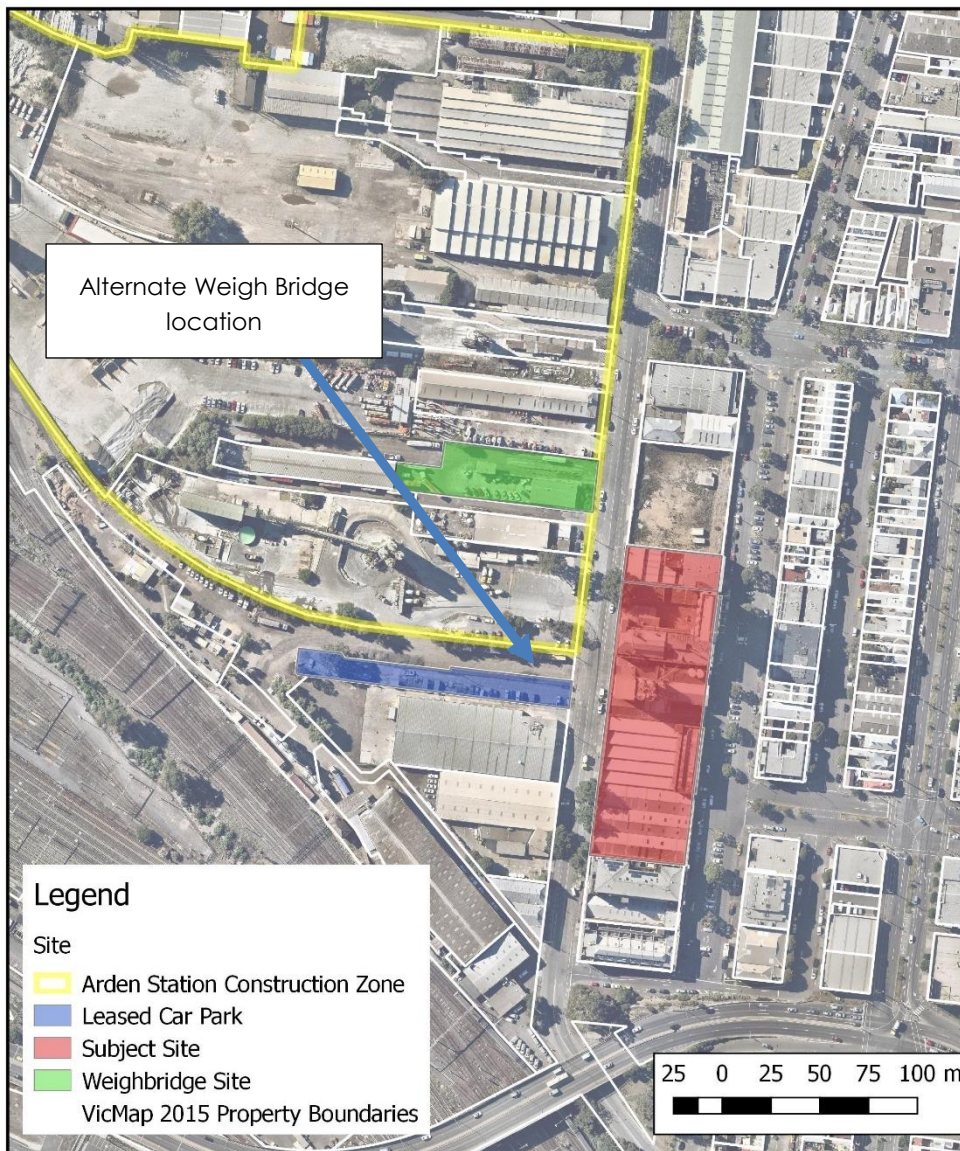 Alternate Weigh Bridge
location
Legend
Site
Arden Station Construction Zone
Leased Car Park
Subject Site
Weighbridge Site
VicMap 2015 Property Boundaries
25 0 25 50 75 100 m